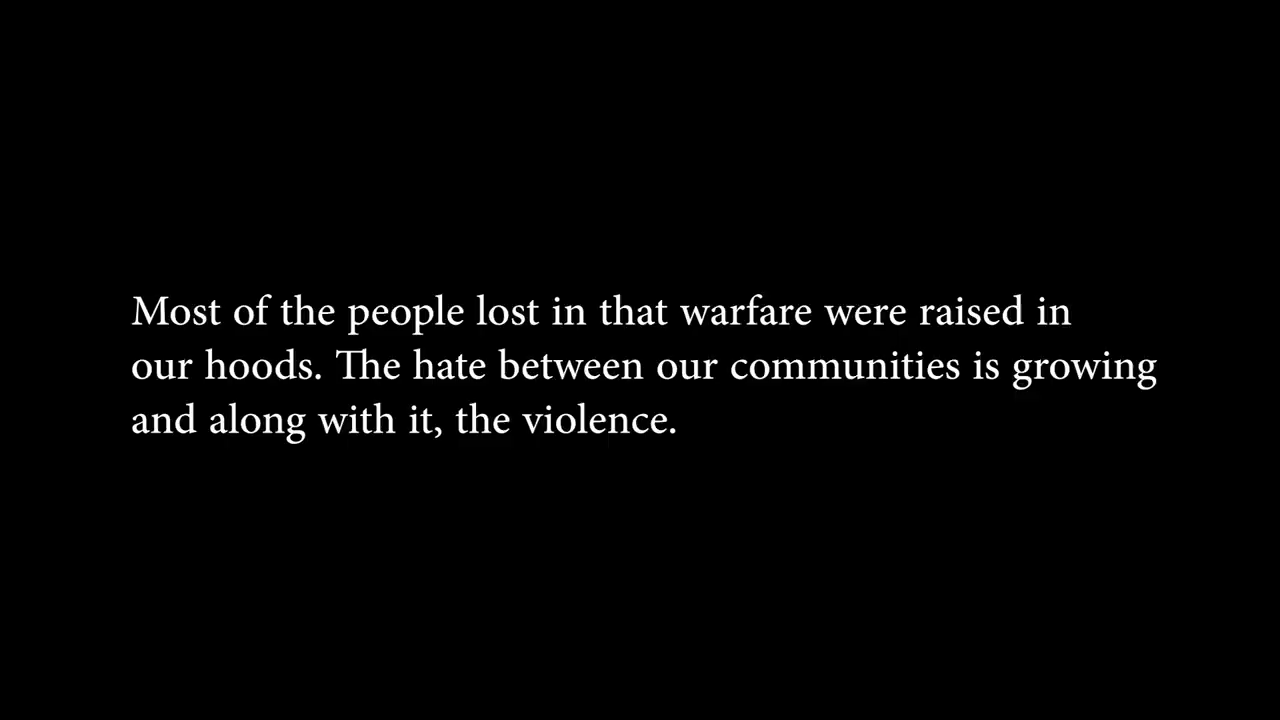 Most of the people lost in that warfare were raised in
our hoods. The hate between our communities is growing
and along with it, the violence.